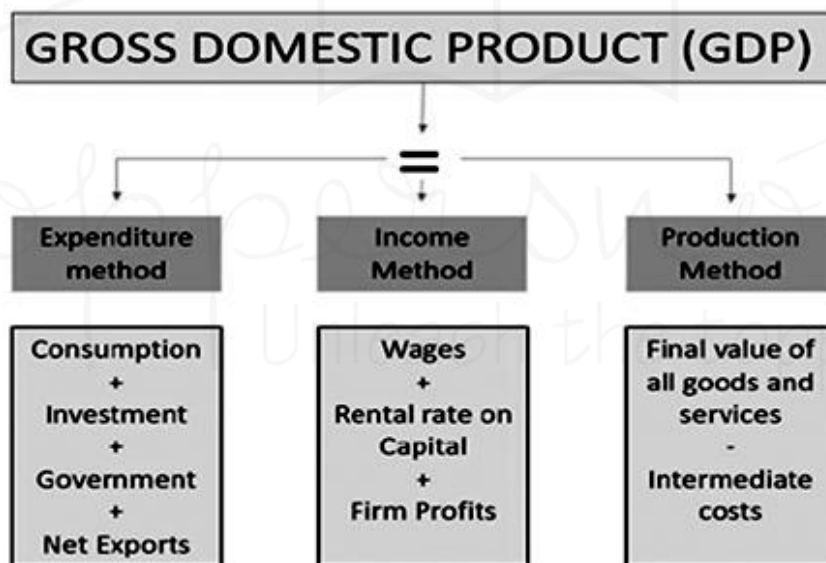 GROSS DOMESTIC PRODUCT (GDP)
=
Expenditure
method
Consumption
+
Investment
+
Government
+
Net Exports
Income
Method
Wages
+
Rental rate on
Capital
+
Firm Profits
Production
Method
Final value of
all goods and
services
-
Intermediate
costs